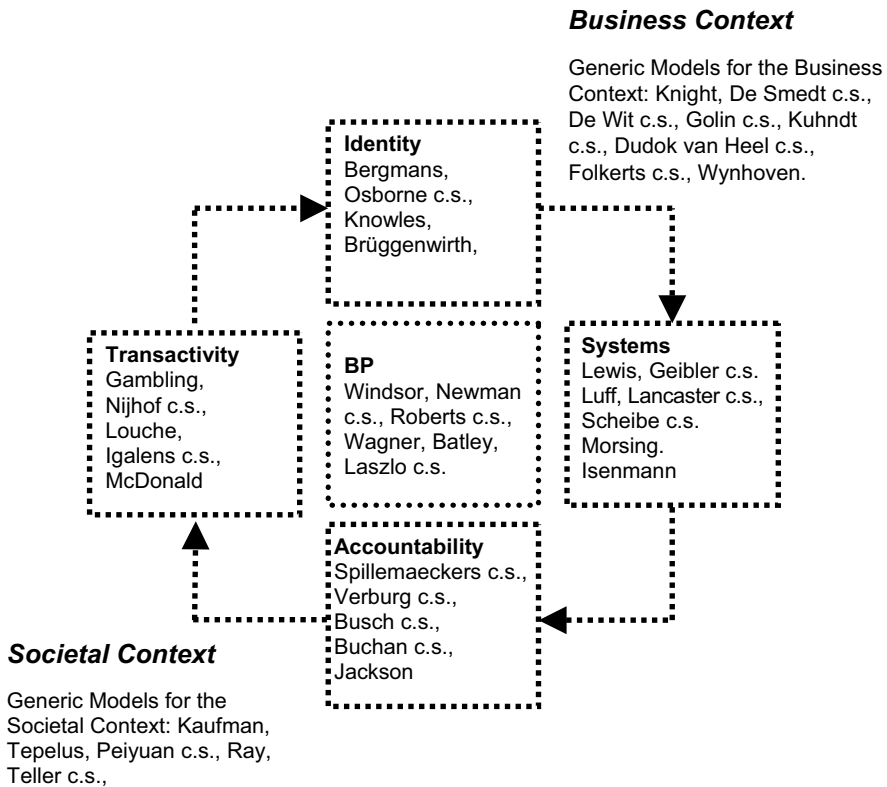 Business Context
Generic Models for the Business
Context: Knight, De Smedt c.s.,
De Wit c.s., Golin c.s., Kuhndt
c.s., Dudok van Heel c.s.,
Folkerts c.s., Wynhoven.
Identity
Bergmans,
Osborne c.s.,
Knowles,
Brüggenwirth,
Transactivity
Gambling,
Nijhof c.s.,
Louche,
Igalens c.s.,
McDonald
BP
Windsor, Newman
c.s., Roberts c.s.,
Wagner, Batley,
Laszlo c.s.
Systems
Lewis, Geibler c.s.
Luff, Lancaster c.s.,
Scheibe c.s.
Morsing.
Isenmann
Accountability
Spillemaeckers c.s.,
Verburg c.s.,
Busch c.s.,
Buchan c.s.,
Jackson
Societal Context
Generic Models for the
Societal Context: Kaufman,
Tepelus, Peiyuan c.s., Ray,
Teller c.s.,